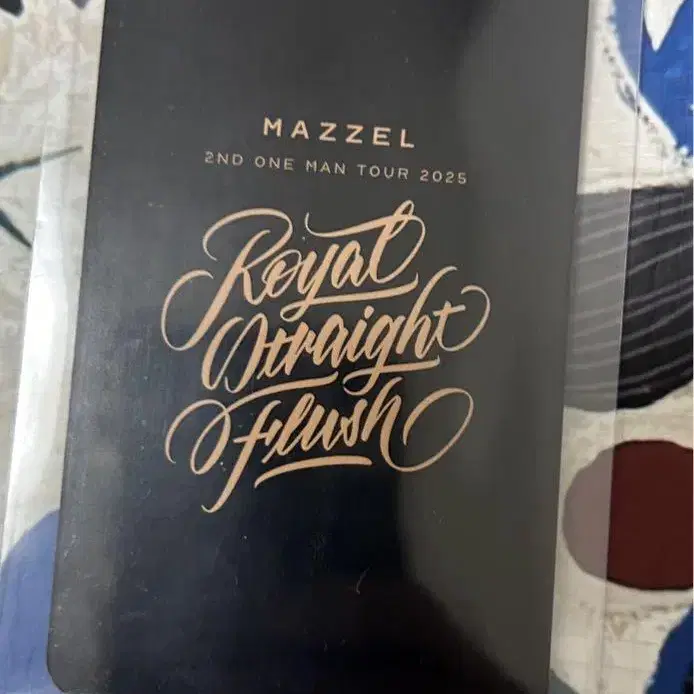 MAZZEL
2ND ONE MAN TOUR 2025
Royal
Straight
Flush